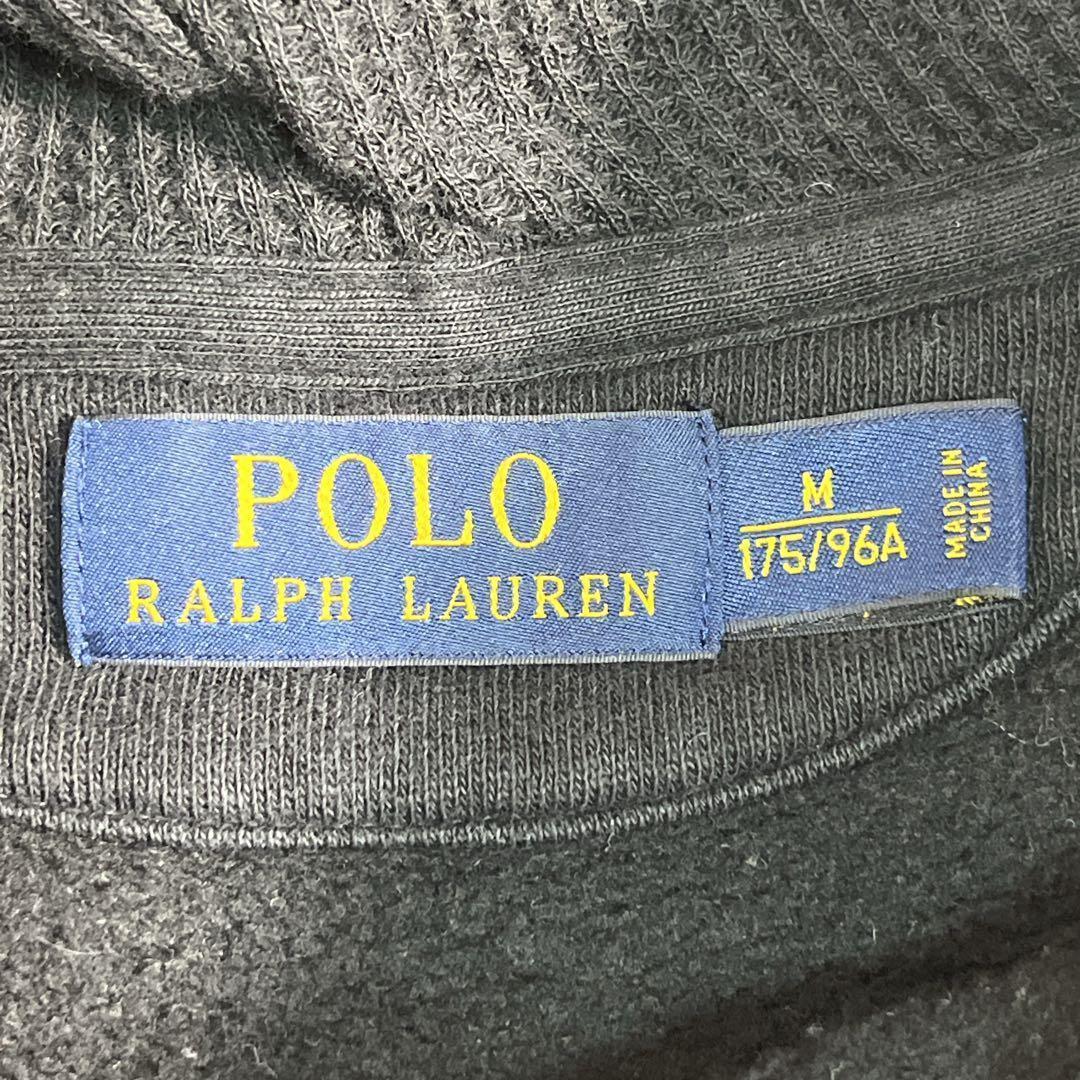 POLO
RALPH LAUREN
M
175/96A
MADE IN
CHINA